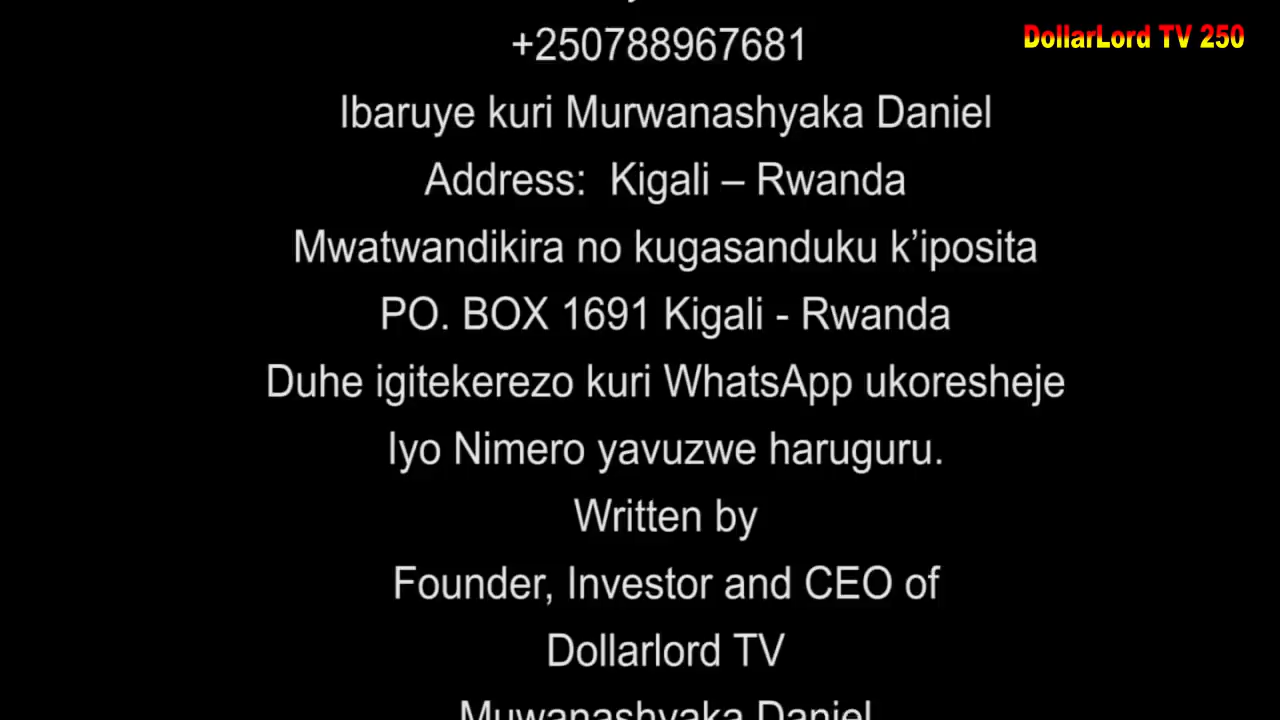 +250788967681
DollarLord TV 250
Ibaruye kuri Murwanashyaka Daniel
Address: Kigali – Rwanda
Mwatwandikira no kugasanduku k’iposita
PO. BOX 1691 Kigali - Rwanda
Duhe igitekerezo kuri WhatsApp ukoresheje
Iyo Nimero yavuzwe haruguru.
Written by
Founder, Investor and CEO of
Dollarlord TV
Muwanashyaka Daniel